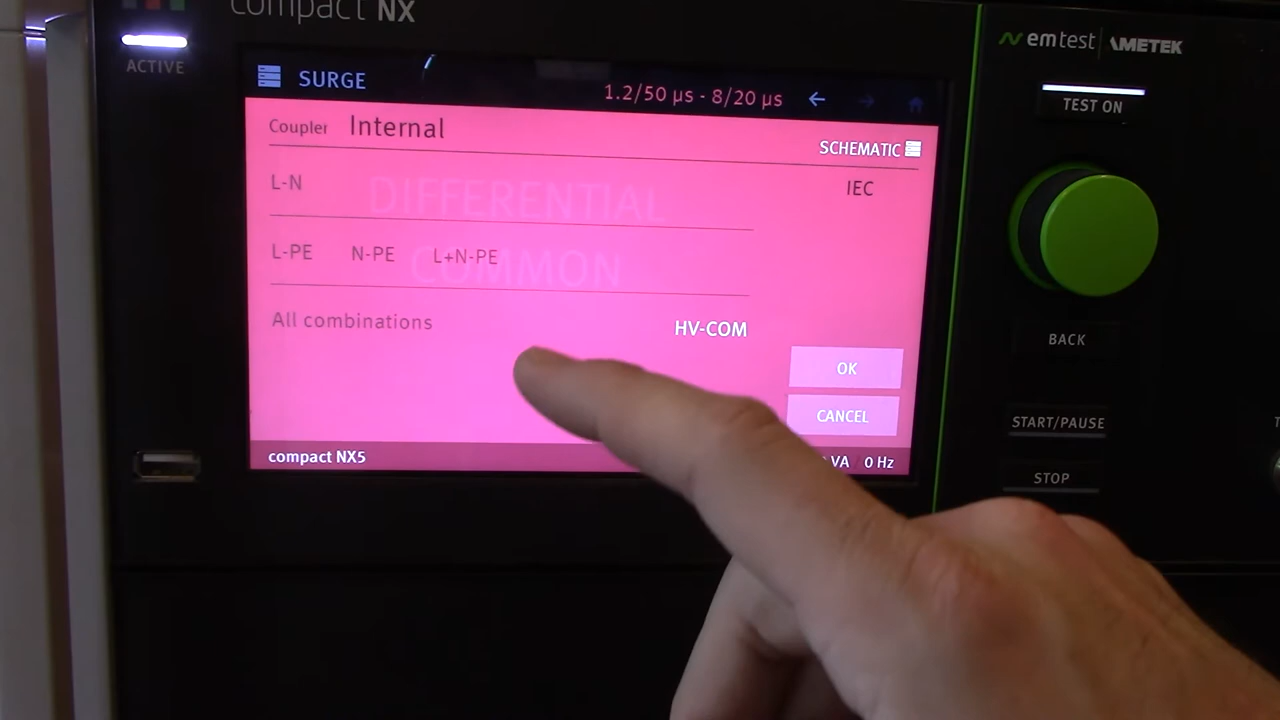 compact NX
ACTIVE
SURGE
1.2/50 µs - 8/20 µs
Coupler Internal
SCHEMATIC
L-N
DIFFERENTIAL
IEC
L-PE N-PE L+N-PE
COMMON
All combinations
HV-COM
OK
CANCEL
compact NX5
VA 0 Hz
emtest AMETEK
TEST ON
BACK
START/PAUSE
STOP